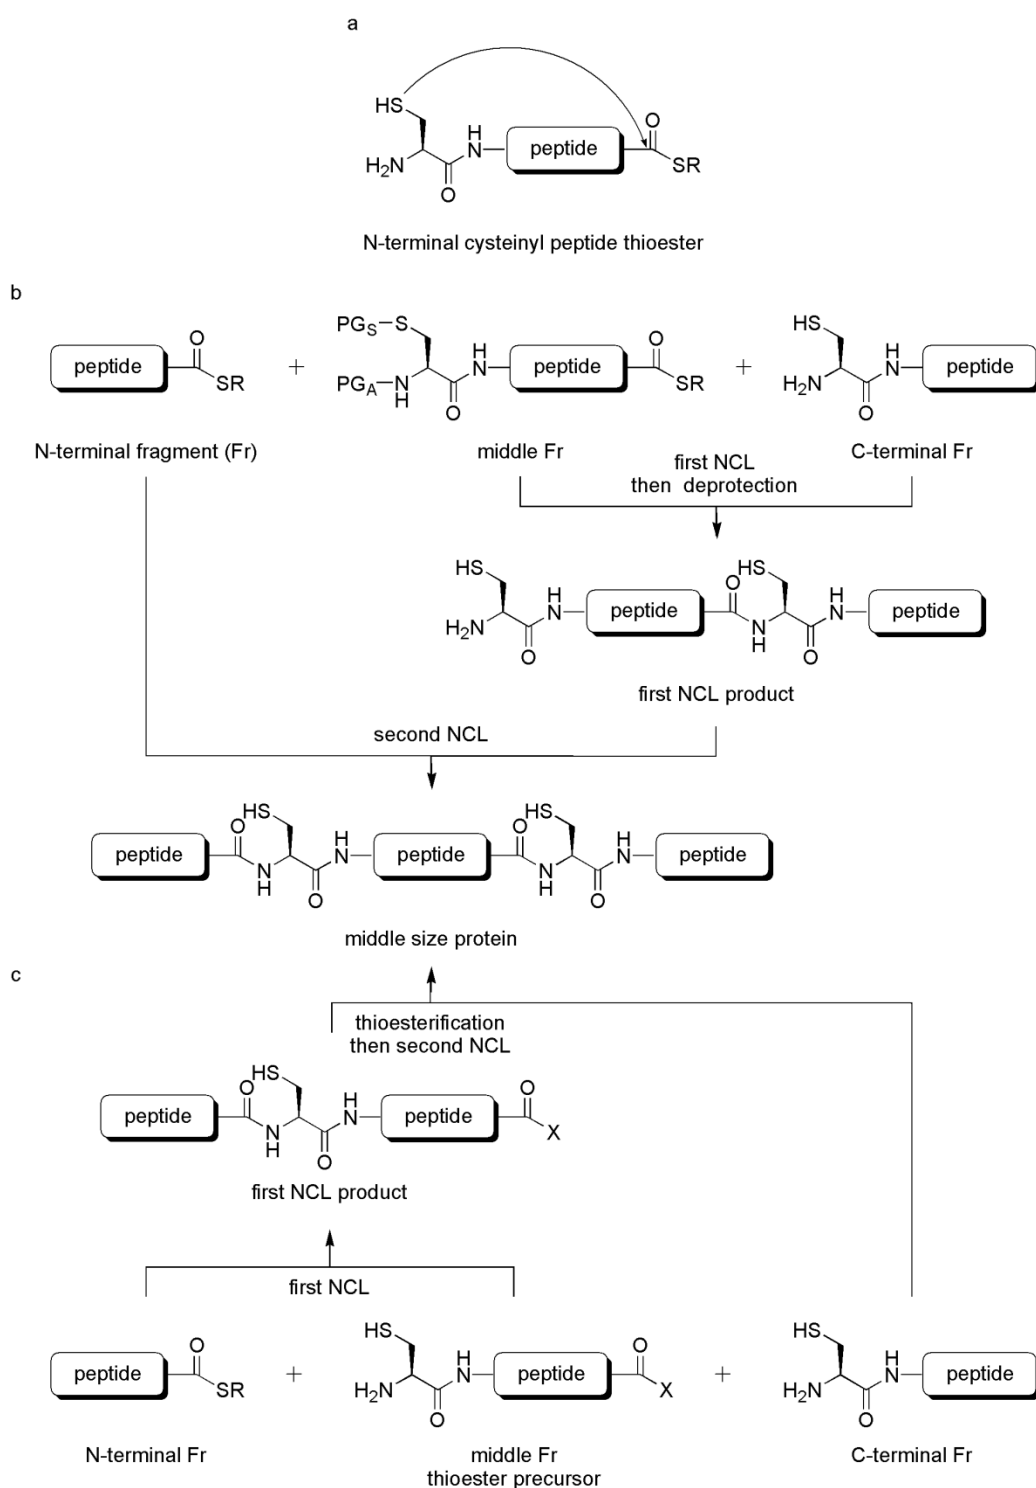 a
HS
H
N
O
peptide
H2N
O
SR
N-terminal cysteinyl peptide thioester
b
peptide
O
SR
+
PGS–S
PGA–N
H
H
N
O
peptide
O
SR
+
HS
H2N
H
N
O
peptide
N-terminal fragment (Fr)
middle Fr
C-terminal Fr
first NCL
then deprotection
HS
H2N
H
N
O
peptide
O
HS
N
H
O
H
N
peptide
first NCL product
second NCL
peptide
O
HS
N
H
O
H
N
peptide
O
HS
N
H
O
H
N
peptide
middle size protein
c
thioesterification
then second NCL
peptide
O
HS
N
H
O
H
N
peptide
O
X
first NCL product
first NCL
peptide
O
SR
+
HS
H2N
H
N
O
peptide
O
X
+
HS
H2N
H
N
O
peptide
N-terminal Fr
middle Fr
thioester precursor
C-terminal Fr